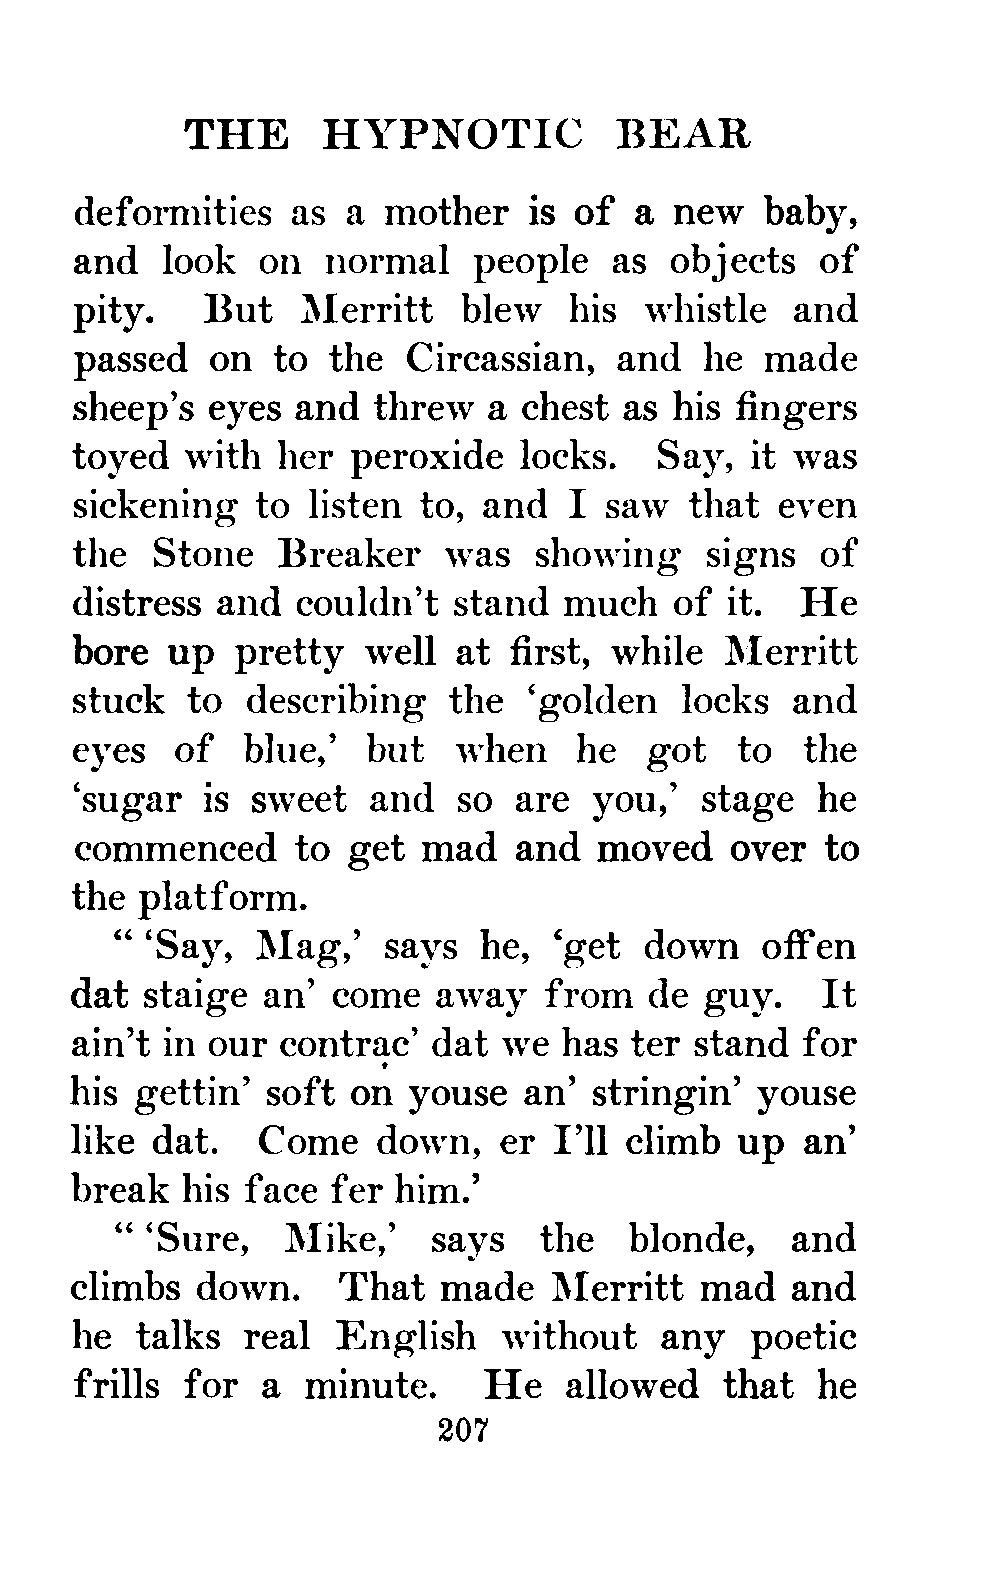 THE HYPNOTIC BEAR
deformities as a mother is of a new baby,
and look on normal people as objects of
pity. But Merritt blew his whistle and
passed on to the Circassian, and he made
sheep's eyes and threw a chest as his fingers
toyed with her peroxide locks. Say, it was
sickening to listen to, and I saw that even
the Stone Breaker was showing signs of
distress and couldn't stand much of it. He
bore up pretty well at first, while Merritt
stuck to describing the 'golden locks and
eyes of blue,' but when he got to the
'sugar is sweet and so are you,' stage he
commenced to get mad and moved over to
the platform.
" 'Say, Mag,' says he, 'get down offen
dat staige an' come away from de guy. It
ain't in our contrac' dat we has ter stand for
his gettin' soft on youse an' stringin' youse
like dat. Come down, er I'll climb up an'
break his face fer him.'
" 'Sure, Mike,' says the blonde, and
climbs down. That made Merritt mad and
he talks real English without any poetic
frills for a minute. He allowed that he
207